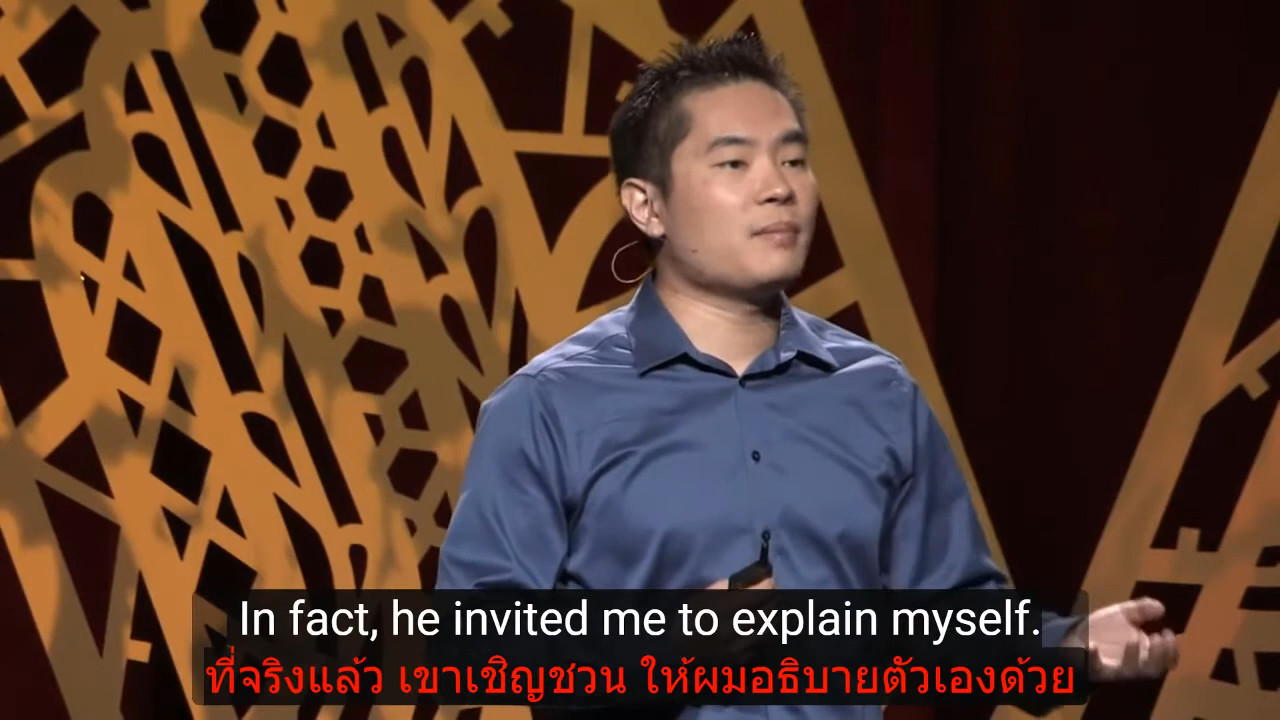 In fact, he invited me to explain myself.
ที่จริงแล้ว เขาเชิญชวน ให้ผมอธิบายตัวเองด้วย